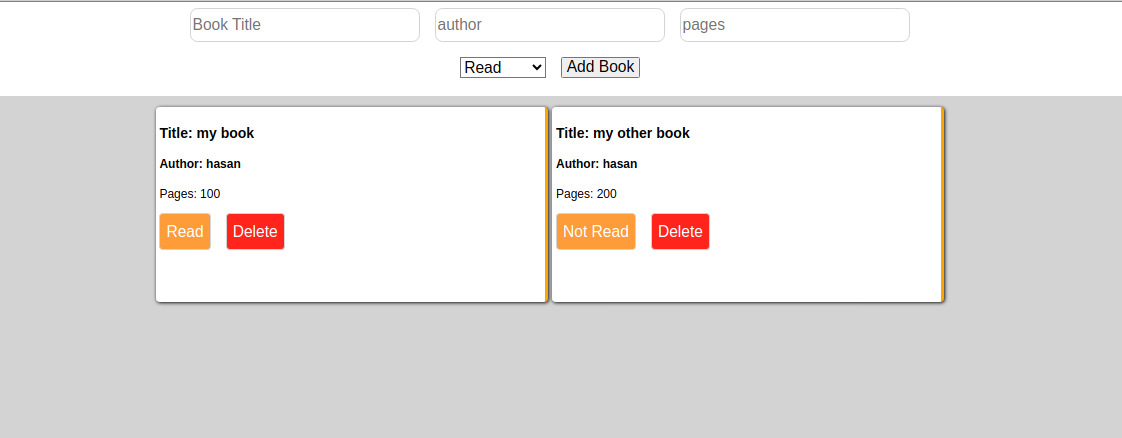 Book Title author pages
Read Add Book
Title: my book
Author: hasan
Pages: 100
Read Delete
Title: my other book
Author: hasan
Pages: 200
Not Read Delete